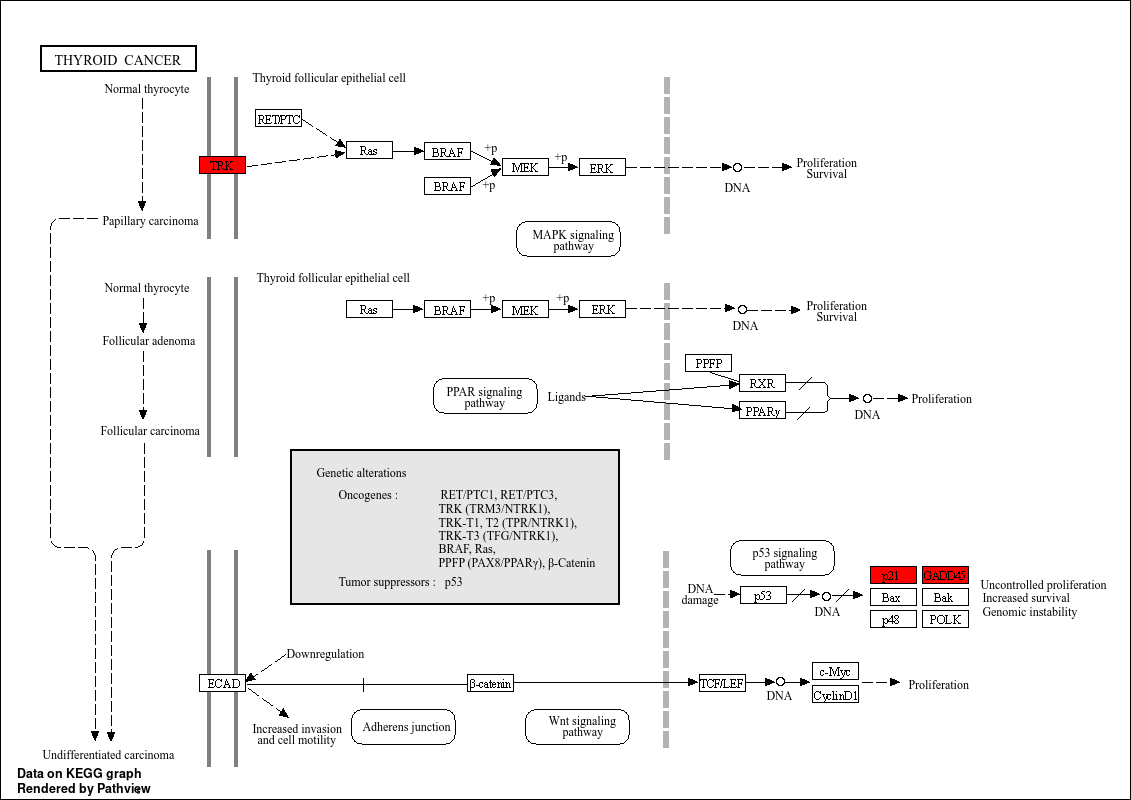 THYROID CANCER
Normal thyrocyte
Thyroid follicular epithelial cell
RET/PTC
TRK
Ras
BRAF
+p
MEK
+p
ERK
BRAF
+p
DNA
Proliferation
Survival
Papillary carcinoma
MAPK signaling
pathway
Normal thyrocyte
Thyroid follicular epithelial cell
Ras
BRAF
+p
MEK
+p
ERK
DNA
Proliferation
Survival
Follicular adenoma
PPFP
RXR
PPAR signaling
pathway
Ligands
PPARγ
DNA
Proliferation
Follicular carcinoma
Genetic alterations
Oncogenes : RET/PTC1, RET/PTC3,
TRK (TRM3/NTRK1),
TRK-T1, T2 (TPR/NTRK1),
TRK-T3 (TFG/NTRK1),
BRAF, Ras,
PPFP (PAX8/PPARγ), β-Catenin
Tumor suppressors : p53
p53 signaling
pathway
DNA
damage
p53
DNA
p21
GADD45
Bax
Bak
p48
POLK
Uncontrolled proliferation
Increased survival
Genomic instability
Downregulation
ECAD
β-catenin
TCF/LEF
DNA
c-Myc
CyclinD1
Proliferation
Increased invasion
and cell motility
Adherens junction
Wnt signaling
pathway
Undifferentiated carcinoma
Data on KEGG graph
Rendered by Pathview